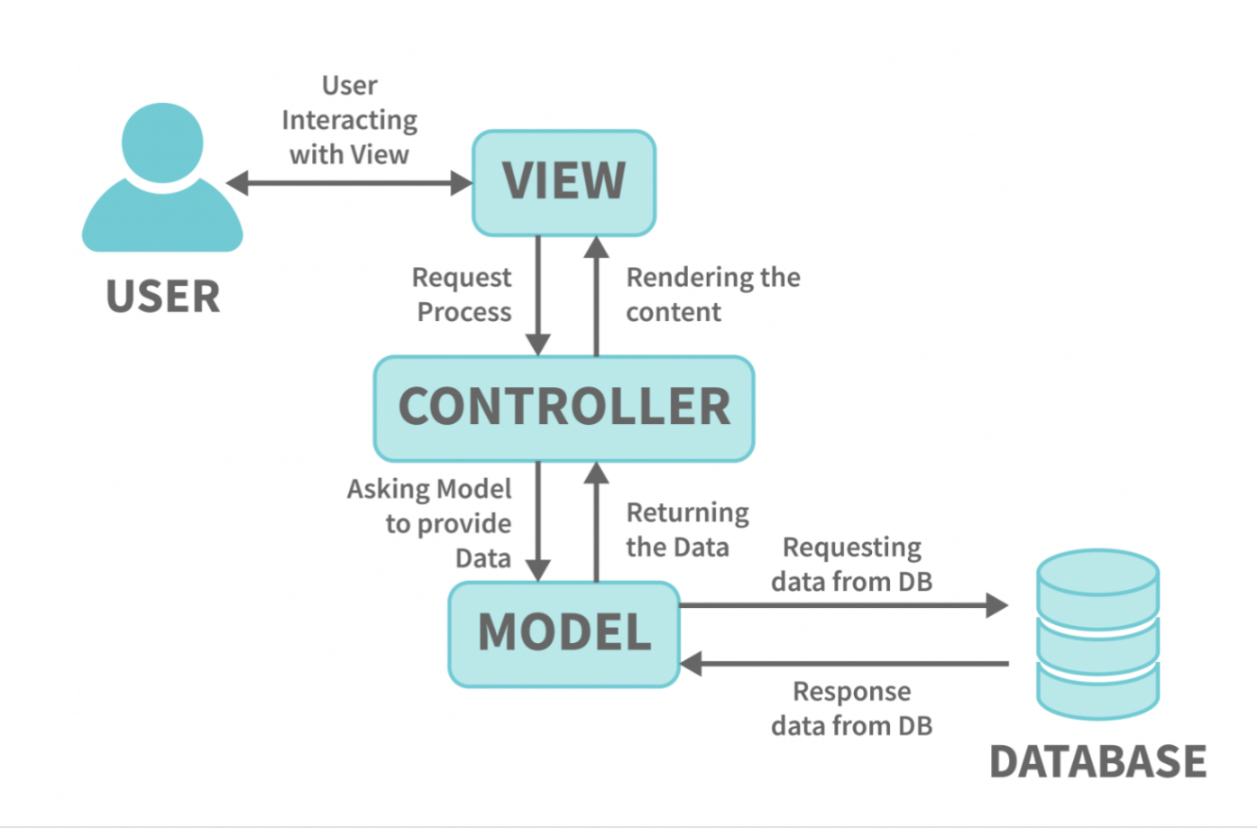 User
Interacting
with View
VIEW
USER
Request
Process
Rendering the
content
CONTROLLER
Asking Model
to provide
Data
Returning
the Data
Requesting
data from DB
MODEL
Response
data from DB
DATABASE